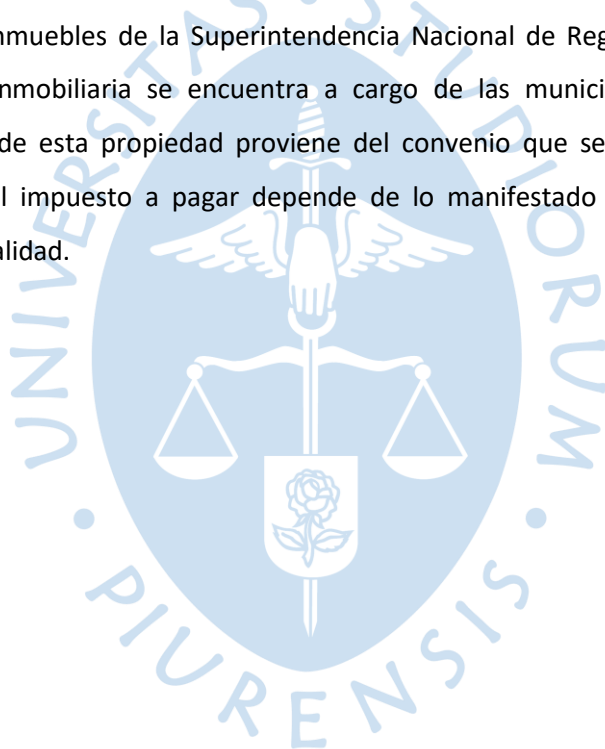 nmuebles de la Superintendencia Nacional de Reg
nmobiliaria se encuentra a cargo de las munici
de esta propiedad proviene del convenio que se
l impuesto a pagar depende de lo manifestado
alidad.
UNIVERSITAS • STUDIORUM • PIURENSIS •